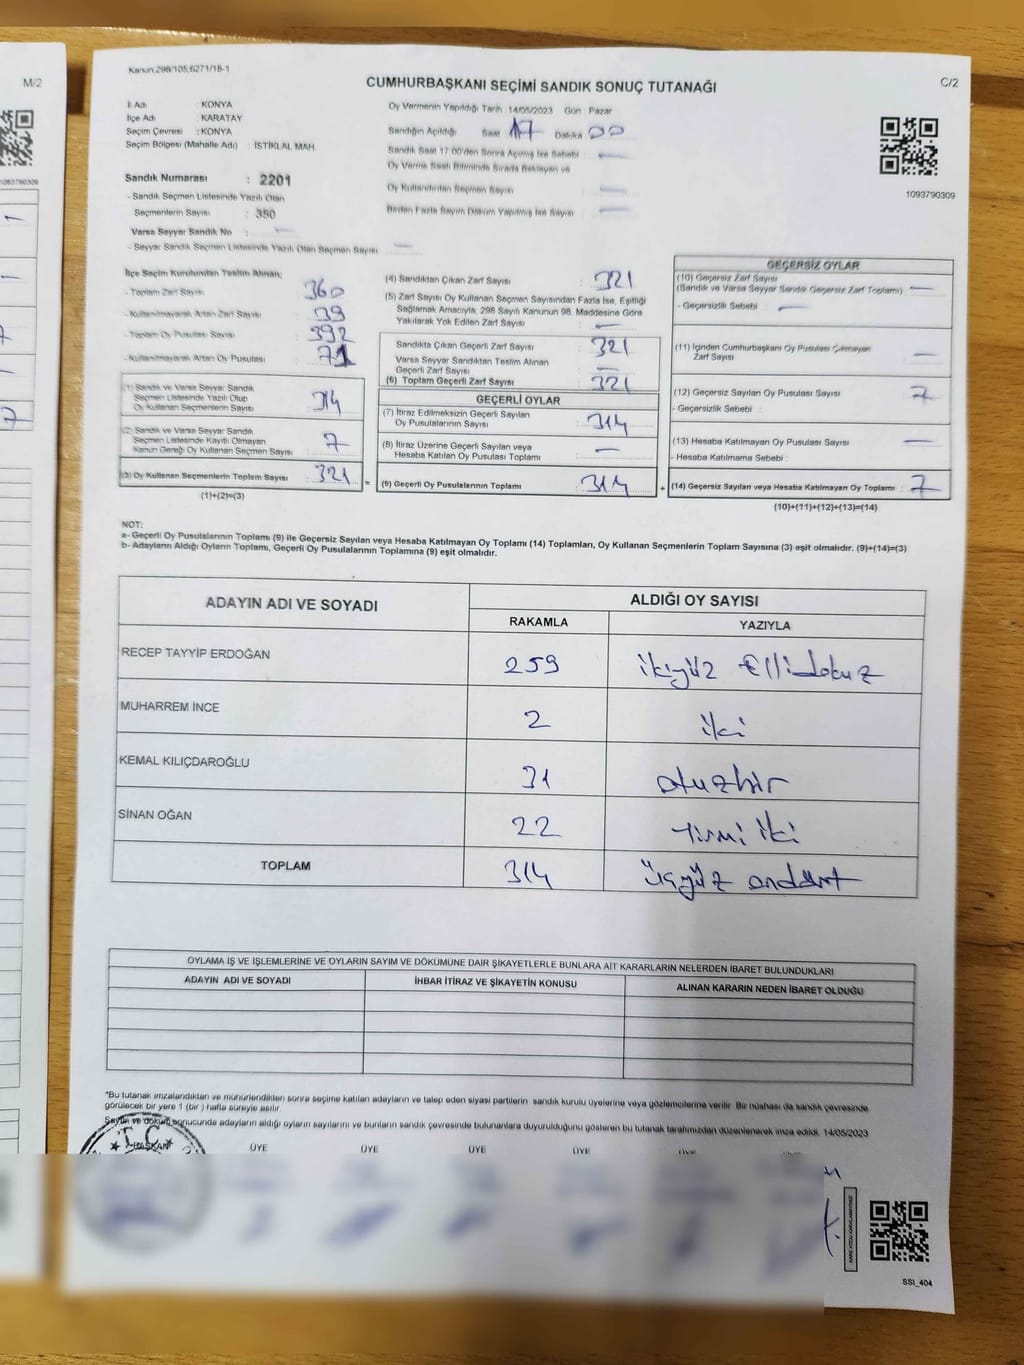 M/2
1093790309
7
7
Kanun.298/105;6271/18-1
CUMHURBAŞKANI SEÇİMİ SANDIK SONUÇ TUTANAĞI
C/2
İl Adı : KONYA
İlçe Adı : KARATAY
Seçim Çevresi : KONYA
Seçim Bölgesi (Mahalle Adı) : İSTİKLAL MAH.
Oy Vermenin Yapıldığı Tarih : 14/05/2023 Gün : Pazar
Sandığın Açıldığı Saat 17 Dakika 00
Sandık Saat 17:00'den Sonra Açılmış İse Sebebi —
Oy Verme Saati Bitiminde Sırada Bekleyen ve
Oy Kullandırılan Seçmen Sayısı —
Birden Fazla Sayım Döküm Yapılmış İse Sayısı —
1093790309
Sandık Numarası : 2201
- Sandık Seçmen Listesinde Yazılı Olan
Seçmenlerin Sayısı : 350
Varsa Seyyar Sandık No : —
- Seyyar Sandık Seçmen Listesinde Yazılı Olan Seçmen Sayısı —
İlçe Seçim Kurulundan Teslim Alınan;
- Toplam Zarf Sayısı : 360
- Kullanılmayarak Artan Zarf Sayısı : 39
- Toplam Oy Pusulası Sayısı : 392
- Kullanılmayarak Artan Oy Pusulası : 71
(1) Sandık ve Varsa Seyyar Sandık
Seçmen Listesinde Yazılı Olup
Oy Kullanan Seçmenlerin Sayısı : 314
(2) Sandık ve Varsa Seyyar Sandık
Seçmen Listesinde Kayıtlı Olmayan
Kanun Gereği Oy Kullanan Seçmen Sayısı : 7
(3) Oy Kullanan Seçmenlerin Toplam Sayısı : 321
(1)+(2)=(3)
=
(4) Sandıktan Çıkan Zarf Sayısı : 321
(5) Zarf Sayısı Oy Kullanan Seçmen Sayısından Fazla İse, Eşitliği
Sağlamak Amacıyla; 298 Sayılı Kanunun 98. Maddesine Göre
Yakılarak Yok Edilen Zarf Sayısı : —
Sandıkta Çıkan Geçerli Zarf Sayısı : 321
Varsa Seyyar Sandıktan Teslim Alınan
Geçerli Zarf Sayısı : —
(6) Toplam Geçerli Zarf Sayısı : 321
GEÇERLİ OYLAR
(7) İtiraz Edilmeksizin Geçerli Sayılan
Oy Pusulalarının Sayısı : 314
(8) İtiraz Üzerine Geçerli Sayılan veya
Hesaba Katılan Oy Pusulası Toplamı : —
(9) Geçerli Oy Pusulalarının Toplamı : 314
+
GEÇERSİZ OYLAR
(10) Geçersiz Zarf Sayısı
(Sandık ve Varsa Seyyar Sandık Geçersiz Zarf Toplamı) : —
- Geçersizlik Sebebi : —
(11) İçinden Cumhurbaşkanı Oy Pusulası Çıkmayan
Zarf Sayısı : —
(12) Geçersiz Sayılan Oy Pusulası Sayısı : 7
- Geçersizlik Sebebi :
(13) Hesaba Katılmayan Oy Pusulası Sayısı : —
- Hesaba Katılmama Sebebi :
(14) Geçersiz Sayılan veya Hesaba Katılmayan Oy Toplamı : 7
(10)+(11)+(12)+(13)=(14)
NOT:
a- Geçerli Oy Pusulalarının Toplamı (9) ile Geçersiz Sayılan veya Hesaba Katılmayan Oy Toplamı (14) Toplamları, Oy Kullanan Seçmenlerin Toplam Sayısına (3) eşit olmalıdır. (9)+(14)=(3)
b- Adayların Aldığı Oyların Toplamı, Geçerli Oy Pusulalarının Toplamına (9) eşit olmalıdır.
ADAYIN ADI VE SOYADI ALDIĞI OY SAYISI
RAKAMLA YAZIYLA
RECEP TAYYİP ERDOĞAN 259 ikiyüz Ellidokuz
MUHARREM İNCE 2 iki
KEMAL KILIÇDAROĞLU 31 otuzbir
SİNAN OĞAN 22 yirmi iki
TOPLAM 314 üçyüz ondört
OYLAMA İŞ VE İŞLEMLERİNE VE OYLARIN SAYIM VE DÖKÜMÜNE DAİR ŞİKAYETLERLE BUNLARA AİT KARARLARIN NELERDEN İBARET BULUNDUKLARI
ADAYIN ADI VE SOYADI İHBAR İTİRAZ VE ŞİKAYETİN KONUSU ALINAN KARARIN NEDEN İBARET OLDUĞU
*Bu tutanak imzalandıktan ve mühürlendikten sonra seçime katılan adayların ve talep eden siyasi partilerin sandık kurulu üyelerine veya gözlemcilerine verilir. Bir nüshası da sandık çevresinde
görülecek bir yere 1 (bir ) hafta süreyle asılır.
Sayım ve döküm sonucunda adayların aldığı oyların sayılarını ve bunların sandık çevresinde bulunanlara duyurulduğunu gösteren bu tutanak tarafımızdan düzenlenerek imza edildi. 14/05/2023
T.C.
BAŞKAN ÜYE ÜYE ÜYE ÜYE
SSI_404